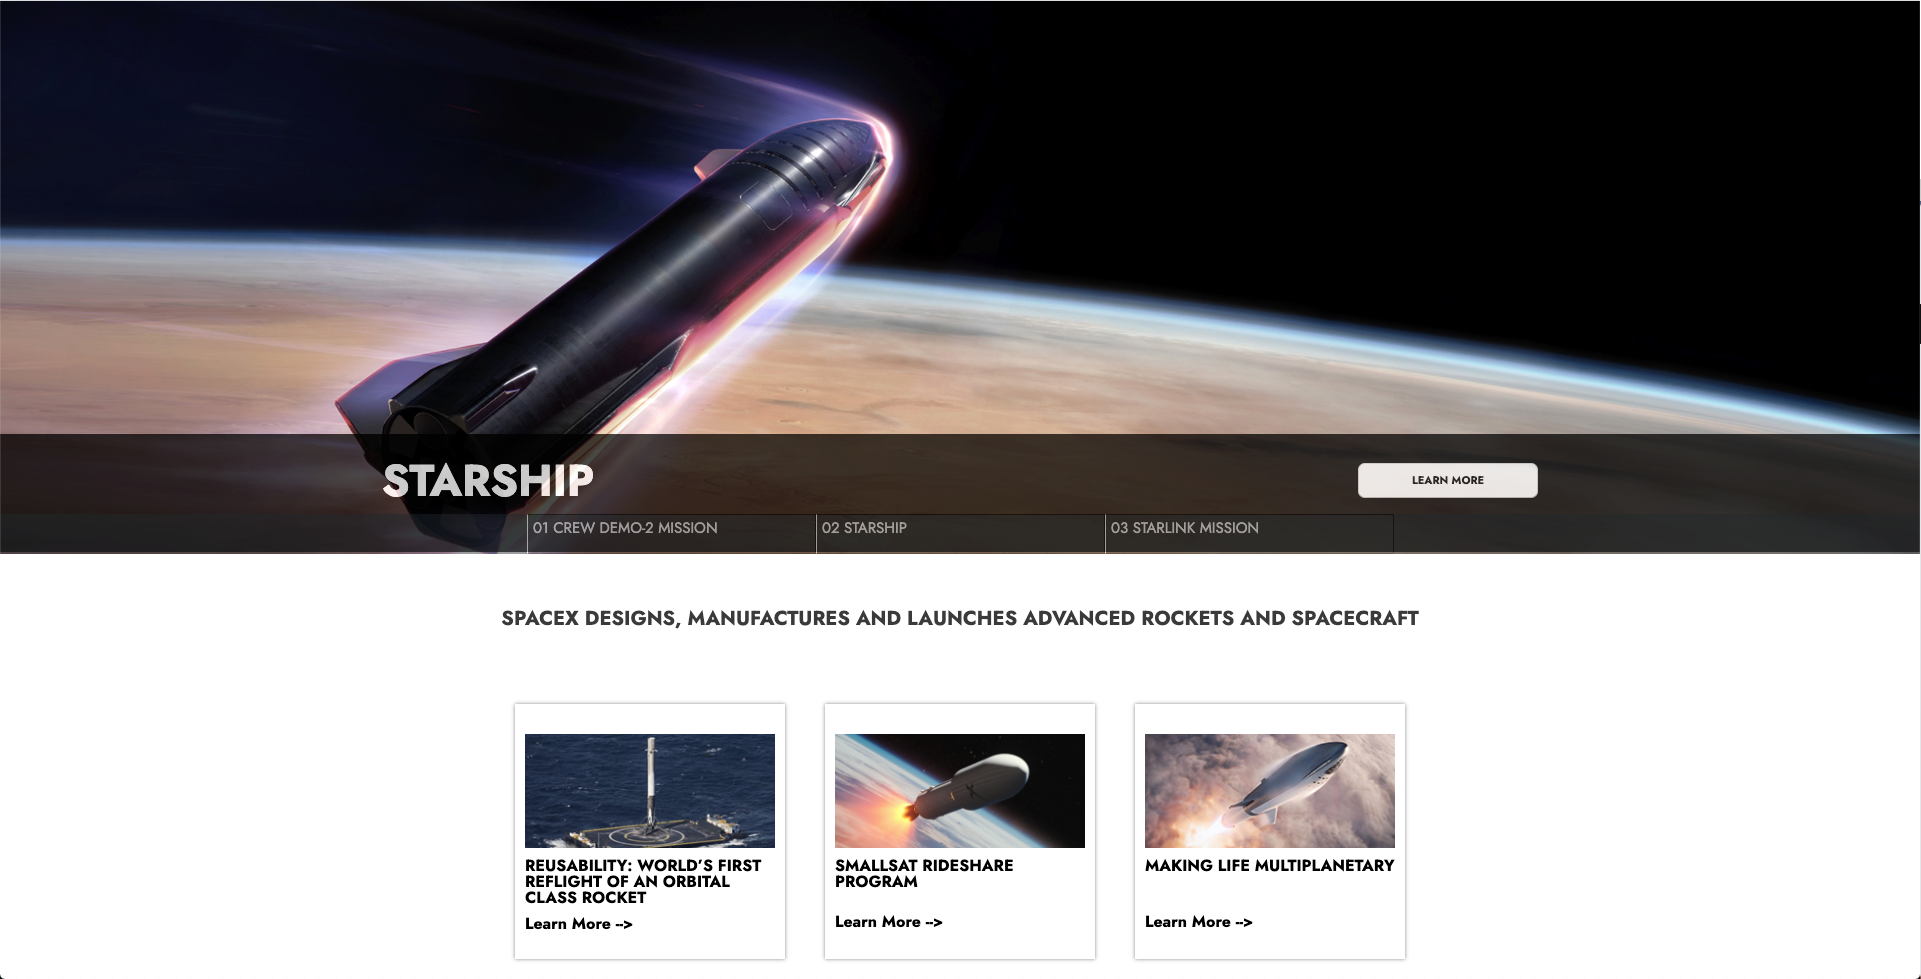 STARSHIP
LEARN MORE
01 CREW DEMO-2 MISSION
02 STARSHIP
03 STARLINK MISSION
SPACEX DESIGNS, MANUFACTURES AND LAUNCHES ADVANCED ROCKETS AND SPACECRAFT
REUSABILITY: WORLD’S FIRST
REFLIGHT OF AN ORBITAL
CLASS ROCKET
Learn More -->
SMALLSAT RIDESHARE
PROGRAM
Learn More -->
MAKING LIFE MULTIPLANETARY
Learn More -->